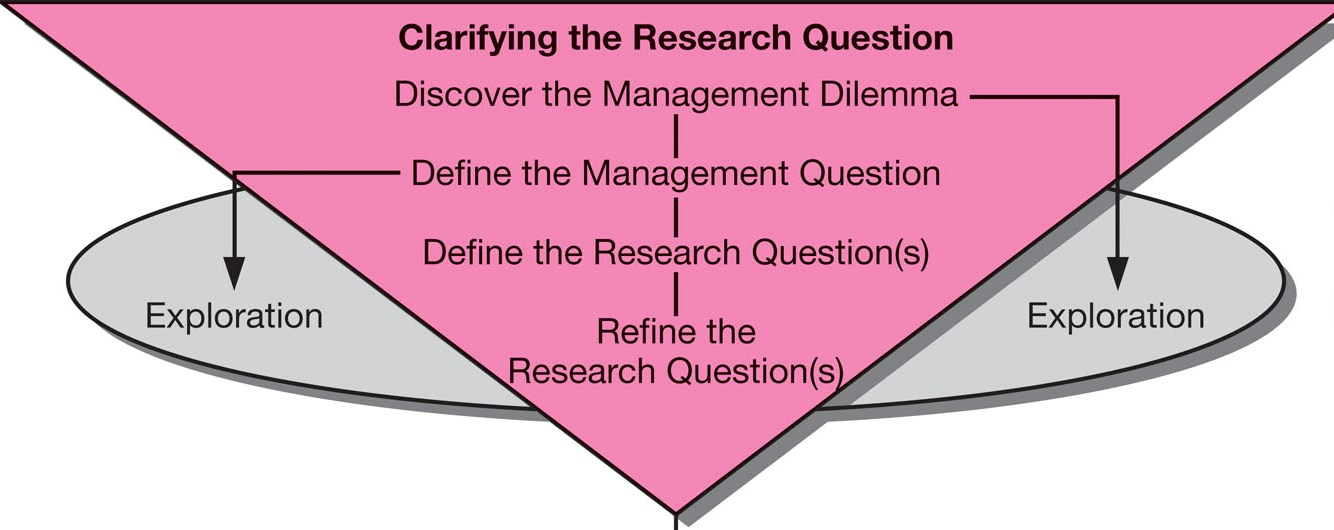 Clarifying the Research Question
Discover the Management Dilemma
Define the Management Question
Define the Research Question(s)
Exploration
Exploration
Refine the
Research Question(s)